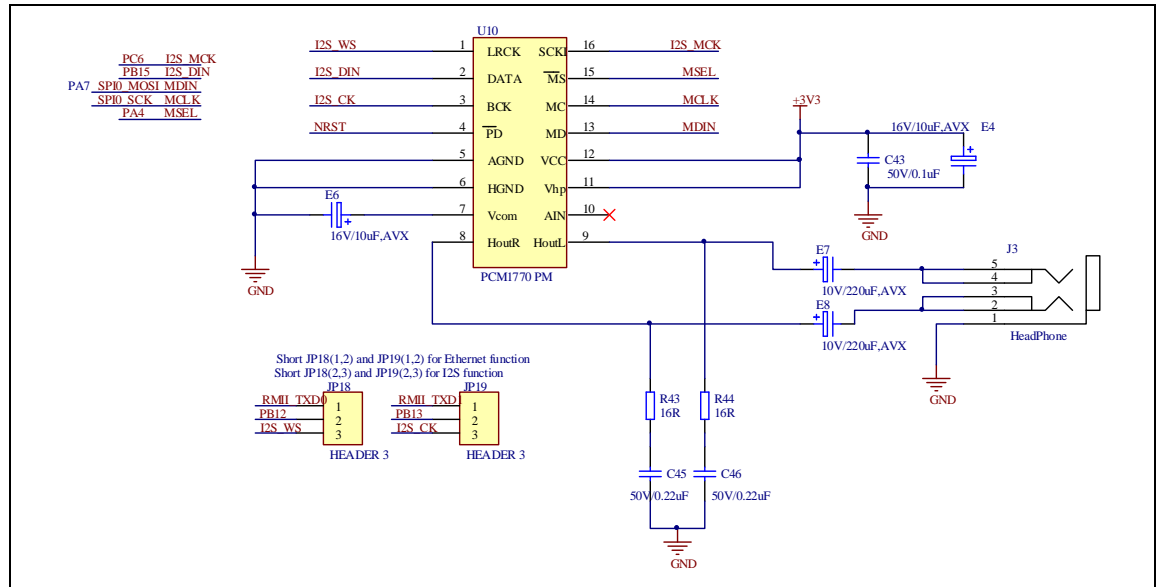 U10
I2S_WS 1 LRCK SCKI 16 I2S_MCK
PC6 I2S_MCK
PB15 I2S_DIN
I2S_DIN 2 DATA MS 15 MSEL
PA7 SPI0_MOSI MDIN
SPI0_SCK MCLK
I2S_CK 3 BCK MC 14 MCLK
+3V3
PA4 MSEL
NRST 4 PD MD 13 MDIN
16V/10uF,AVX E4
5 AGND VCC 12
C43
50V/0.1uF
6 HGND Vhp 11
E6
7 Vcom AIN 10
16V/10uF,AVX
GND
8 HoutR HoutL 9
PCM1770 PM
GND
E7
10V/220uF,AVX
E8
10V/220uF,AVX
J3
5
4
3
2
1
HeadPhone
GND
Short JP18(1,2) and JP19(1,2) for Ethernet function
Short JP18(2,3) and JP19(2,3) for I2S function
JP18 JP19
RMII_TXD0 1 RMII_TXD1 1
PB12 2 PB13 2
I2S_WS 3 I2S_CK 3
HEADER 3 HEADER 3
R43 R44
16R 16R
C45 C46
50V/0.22uF 50V/0.22uF
GND